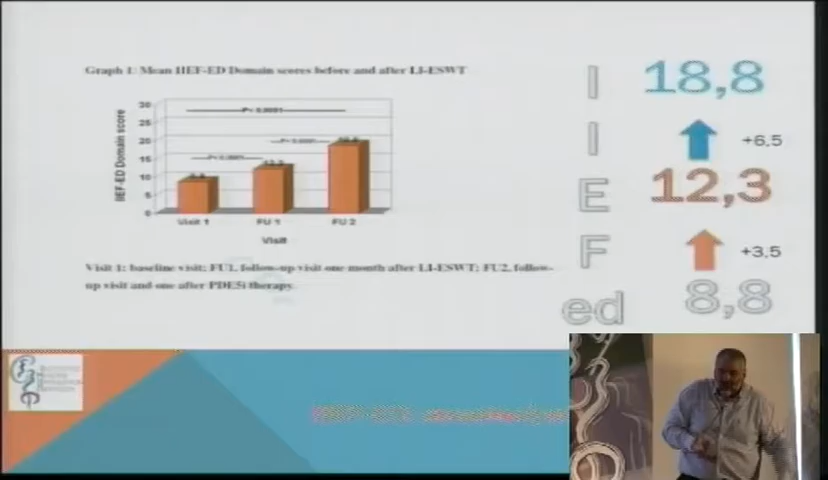 Graph 1: Mean IIEF-ED Domain scores before and after LI-ESWT
IIEF-ED Domain score
30
25
20
15
10
5
0
P< 0.0001
Visit 1
FU 1
FU 2
Visit
Visit 1: baseline visit; FU1, follow-up visit one month after LI-ESWT; FU2, follow-
up visit and one after PDE5i therapy.
I
I
E
F
ed
18,8
+6.5
12,3
+3.5
8,8